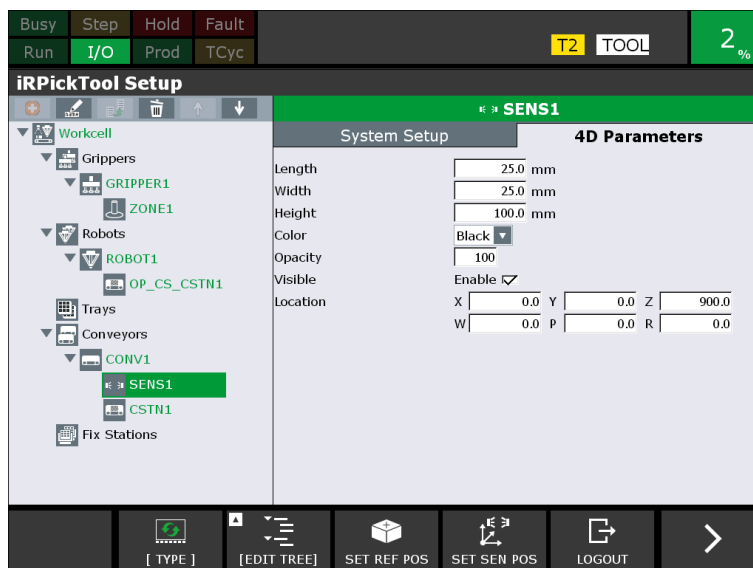 Busy Step Hold Fault
Run I/O Prod TCyc T2 TOOL 2 %
iRPickTool Setup
SENS1
Workcell
System Setup 4D Parameters
Grippers
Length 25.0 mm
GRIPPER1
Width 25.0 mm
ZONE1
Height 100.0 mm
Robots
Color Black
ROBOT1
Opacity 100
OP_CS_CSTN1
Visible Enable
Trays
Location X 0.0 Y 0.0 Z 900.0
Conveyors
W 0.0 P 0.0 R 0.0
CONV1
SENS1
CSTN1
Fix Stations
[ TYPE ] [EDIT TREE] SET REF POS SET SEN POS LOGOUT